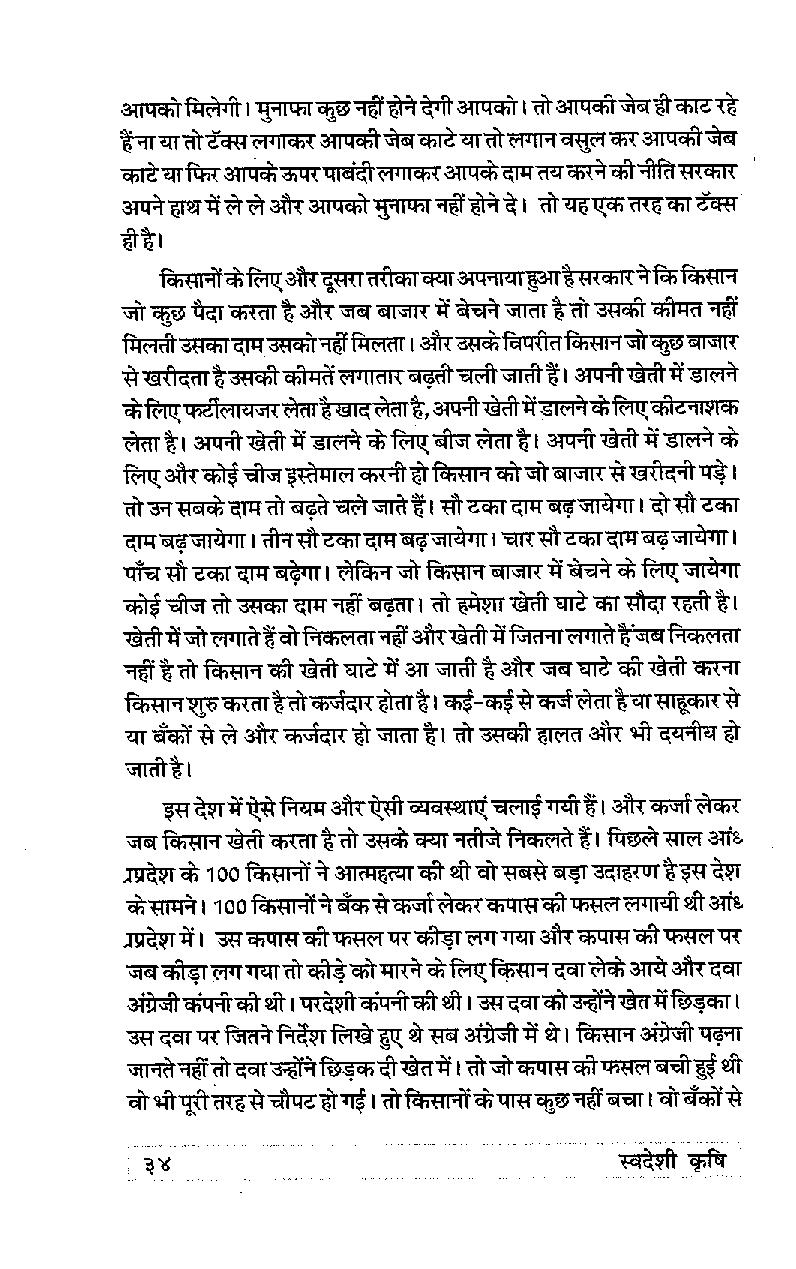 आपको मिलेगी। मुनाफा कुछ नहीं होने देगी आपको। तो आपकी जेब ही काट रहे
हैं ना या तो टॅक्स लगाकर आपकी जेब काटे या तो लगान वसुल कर आपकी जेब
काटे या फिर आपके ऊपर पाबंदी लगाकर आपके दाम तय करने की नीति सरकार
अपने हाथ में ले ले और आपको मुनाफा नहीं होने दे। तो यह एक तरह का टॅक्स
ही है।
किसानों के लिए और दूसरा तरीका क्या अपनाया हुआ है सरकार ने कि किसान
जो कुछ पैदा करता है और जब बाजार में बेचने जाता है तो उसकी कीमत नहीं
मिलती उसका दाम उसको नहीं मिलता। और उसके विपरीत किसान जो कुछ बाजार
से खरीदता है उसकी कीमतें लगातार बढ़ती चली जाती हैं। अपनी खेती में डालने
के लिए फर्टीलायजर लेता है खाद लेता है, अपनी खेती में डालने के लिए कीटनाशक
लेता है। अपनी खेती में डालने के लिए बीज लेता है। अपनी खेती में डालने के
लिए और कोई चीज इस्तेमाल करनी हो किसान को जो बाजार से खरीदनी पड़े।
तो उन सबके दाम तो बढ़ते चले जाते हैं। सौ टका दाम बढ़ जायेगा। दो सौ टका
दाम बढ़ जायेगा। तीन सौ टका दाम बढ़ जायेगा। चार सौ टका दाम बढ़ जायेगा।
पाँच सौ टका दाम बढ़ेगा। लेकिन जो किसान बाजार में बेचने के लिए जायेगा
कोई चीज तो उसका दाम नहीं बढ़ता। तो हमेशा खेती घाटे का सौदा रहती है।
खेती में जो लगाते हैं वो निकलता नहीं और खेती में जितना लगाते हैं जब निकलता
नहीं है तो किसान की खेती घाटे में आ जाती है और जब घाटे की खेती करना
किसान शुरु करता है तो कर्जदार होता है। कई-कई से कर्ज लेता है या साहूकार से
या बँकों से ले और कर्जदार हो जाता है। तो उसकी हालत और भी दयनीय हो
जाती है।
इस देश में ऐसे नियम और ऐसी व्यवस्थाएं चलाई गयी हैं। और कर्जा लेकर
जब किसान खेती करता है तो उसके क्या नतीजे निकलते हैं। पिछले साल आंध्
प्रदेश के 100 किसानों ने आत्महत्या की थी वो सबसे बड़ा उदाहरण है इस देश
के सामने। 100 किसानों ने बँक से कर्जा लेकर कपास की फसल लगायी थी आंध्
प्रदेश में। उस कपास की फसल पर कीड़ा लग गया और कपास की फसल पर
जब कीड़ा लग गया तो कीड़े को मारने के लिए किसान दवा लेके आये और दवा
अंग्रेजी कंपनी की थी। परदेशी कंपनी की थी। उस दवा को उन्होंने खेत में छिड़का।
उस दवा पर जितने निर्देश लिखे हुए थे सब अंग्रेजी में थे। किसान अंग्रेजी पढ़ना
जानते नहीं तो दवा उन्होंने छिड़क दी खेत में। तो जो कपास की फसल बची हुई थी
वो भी पूरी तरह से चौपट हो गई। तो किसानों के पास कुछ नहीं बचा। वो बँकों से
३४ स्वदेशी कृषि